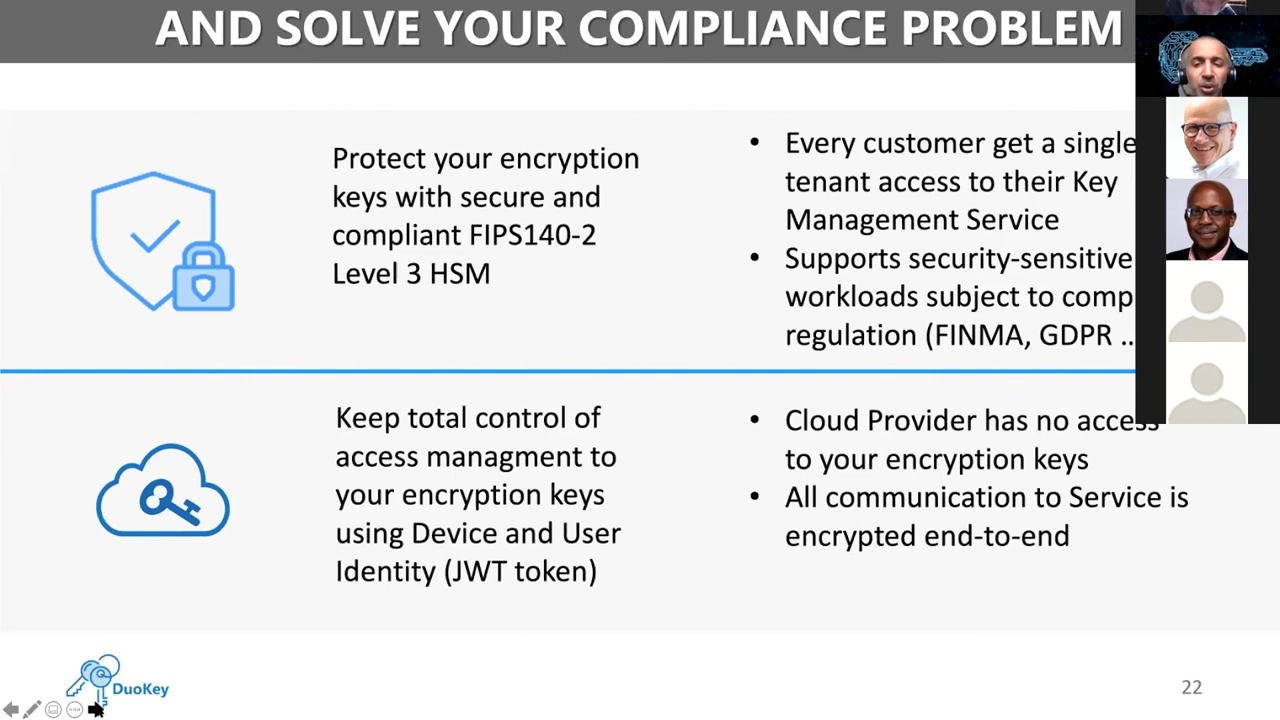 AND SOLVE YOUR COMPLIANCE PROBLEM
Protect your encryption
keys with secure and
compliant FIPS140-2
Level 3 HSM
• Every customer get a single
tenant access to their Key
Management Service
• Supports security-sensitive
workloads subject to
regulation (FINMA, GDPR ..
Keep total control of
access managment to
your encryption keys
using Device and User
Identity (JWT token)
• Cloud Provider has no access
to your encryption keys
• All communication to Service is
encrypted end-to-end
DuoKey
22